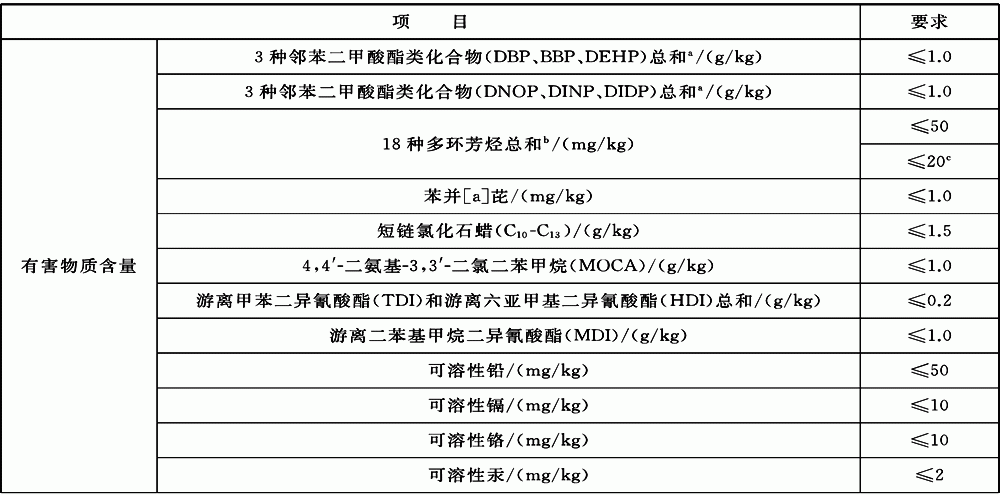 项 目 要求
有害物质含量
3种邻苯二甲酸酯类化合物(DBP、BBP、DEHP)总和ᵃ/(g/kg) ≤1.0
3种邻苯二甲酸酯类化合物(DNOP、DINP、DIDP)总和ᵃ/(g/kg) ≤1.0
18种多环芳烃总和ᵇ/(mg/kg) ≤50
≤20ᶜ
苯并[a]芘/(mg/kg) ≤1.0
短链氯化石蜡(C₁₀-C₁₃)/(g/kg) ≤1.5
4,4′-二氨基-3,3′-二氯二苯甲烷(MOCA)/(g/kg) ≤1.0
游离甲苯二异氰酸酯(TDI)和游离六亚甲基二异氰酸酯(HDI)总和/(g/kg) ≤0.2
游离二苯基甲烷二异氰酸酯(MDI)/(g/kg) ≤1.0
可溶性铅/(mg/kg) ≤50
可溶性镉/(mg/kg) ≤10
可溶性铬/(mg/kg) ≤10
可溶性汞/(mg/kg) ≤2